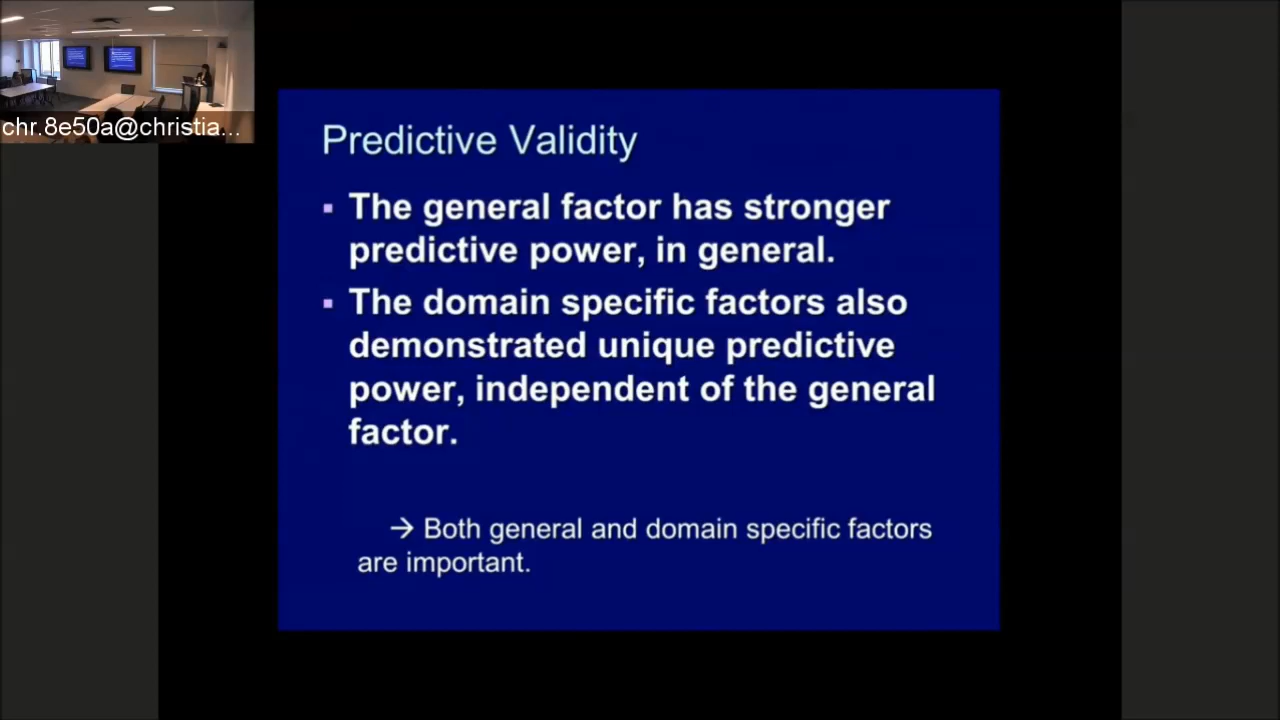 chr.8e50a@christia...
Predictive Validity
▪ The general factor has stronger
predictive power, in general.
▪ The domain specific factors also
demonstrated unique predictive
power, independent of the general
factor.
→ Both general and domain specific factors
are important.